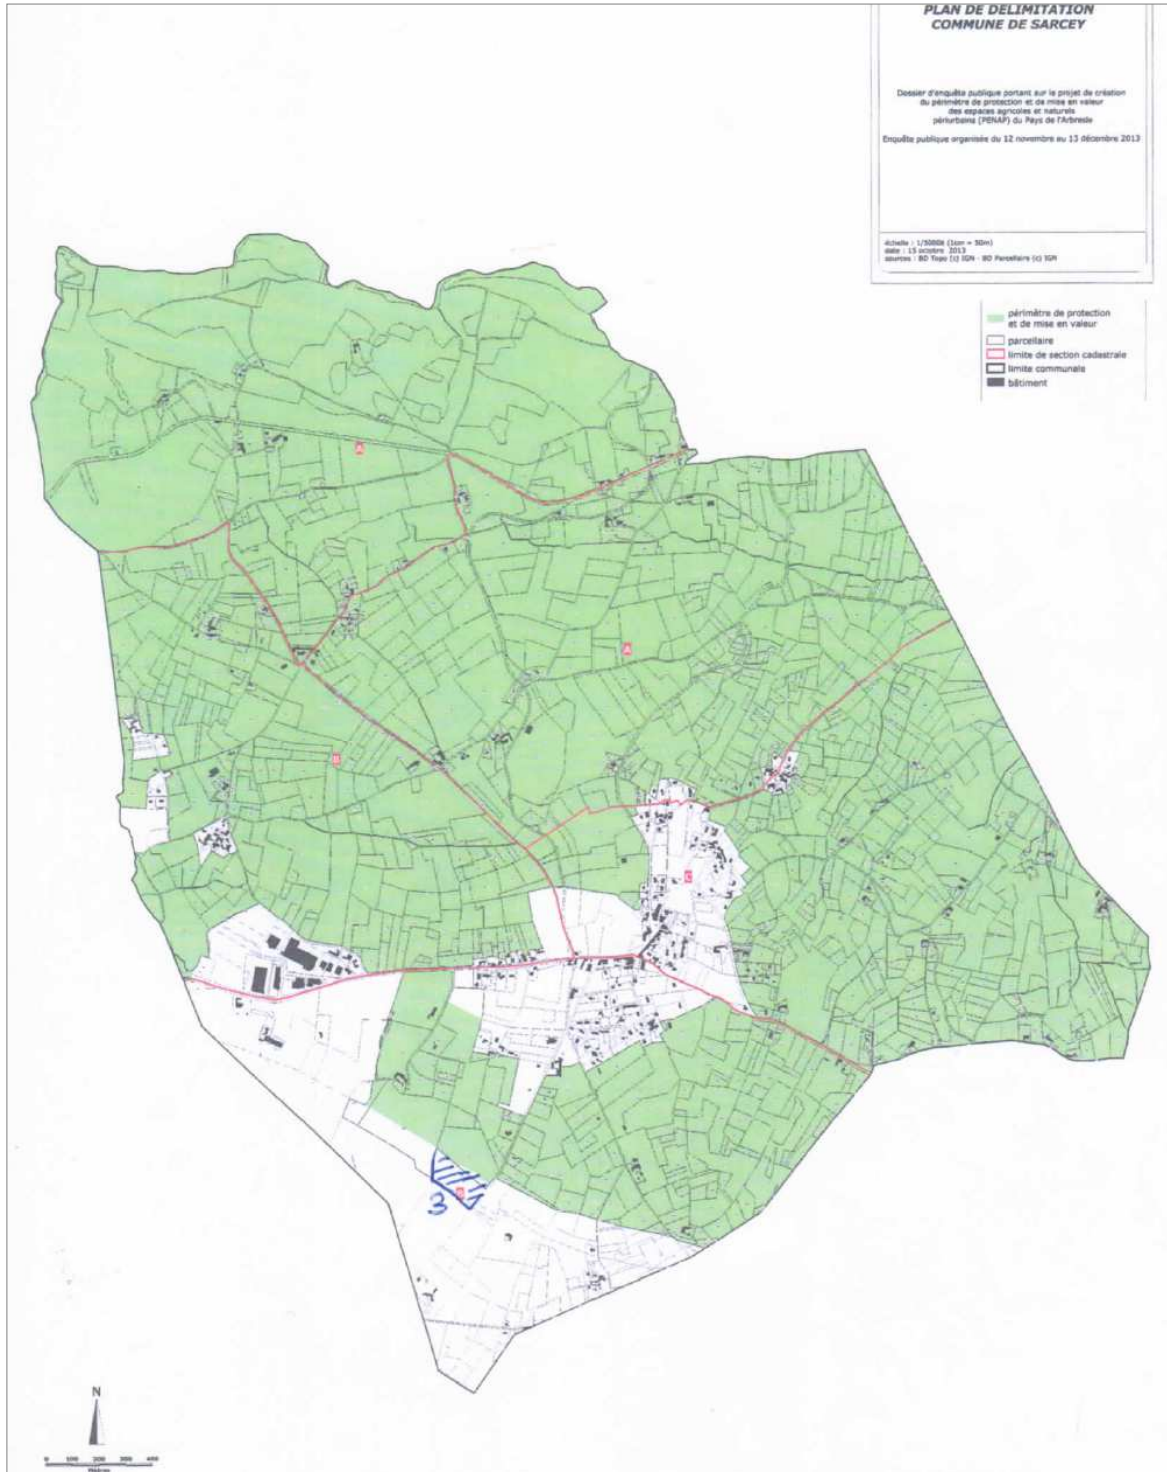 PLAN DE DELIMITATION
COMMUNE DE SARCEY
Dossier d'enquête publique portant sur le projet de création
du périmètre de protection et de mise en valeur
des espaces agricoles et naturels
périurbains (PENAP) du Pays de l'Arbresle
Enquête publique organisée du 12 novembre au 13 décembre 2013
date : 15 octobre 2013
sources : BD Topo (c) IGN - BD Parcellaire (c) IGN
périmètre de protection
et de mise en valeur
parcellaire
limite de section cadastrale
limite communale
bâtiment
A
A
B
C
3
N
0 100 200 300 400
Mètres